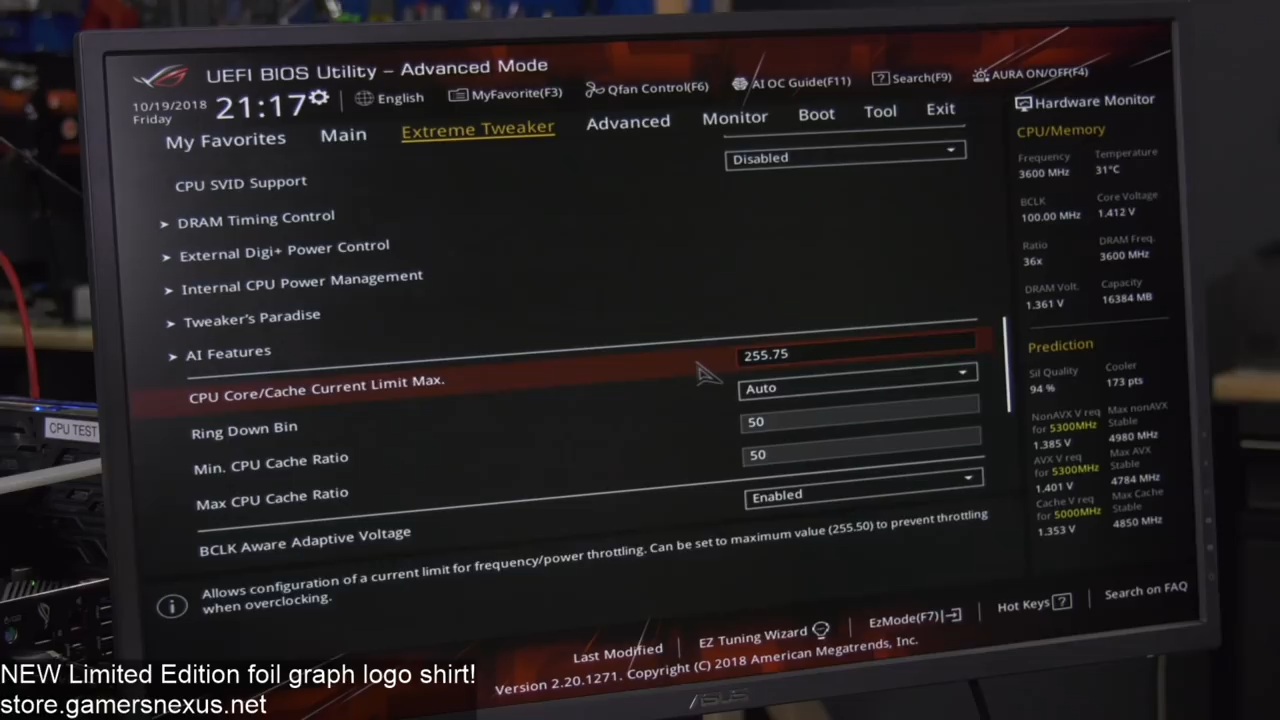 UEFI BIOS Utility – Advanced Mode
10/19/2018
Friday
21:17
English
MyFavorite(F3)
Qfan Control(F6)
AI OC Guide(F11)
? Search(F9)
AURA ON/OFF(F4)
My Favorites
Main
Extreme Tweaker
Advanced
Monitor
Boot
Tool
Exit
Hardware Monitor
CPU SVID Support
Disabled
DRAM Timing Control
External Digi+ Power Control
Internal CPU Power Management
Tweaker's Paradise
AI Features
CPU Core/Cache Current Limit Max.
255.75
Ring Down Bin
Auto
Min. CPU Cache Ratio
50
Max CPU Cache Ratio
50
BCLK Aware Adaptive Voltage
Enabled
Allows configuration of a current limit for frequency/power throttling. Can be set to maximum value (255.50) to prevent throttling
when overclocking.
CPU/Memory
Frequency Temperature
3600 MHz 31°C
BCLK Core Voltage
100.00 MHz 1.412 V
Ratio DRAM Freq.
36x 3600 MHz
DRAM Volt. Capacity
1.361 V 16384 MB
Prediction
Sil Quality Cooler
94 % 173 pts
NonAVX V req Max nonAVX
for 5300MHz Stable
1.385 V 4980 MHz
AVX V req Max AVX
for 5300MHz Stable
1.401 V 4784 MHz
Cache V req Max Cache
for 5000MHz Stable
1.353 V 4850 MHz
Last Modified
EZ Tuning Wizard
EzMode(F7)
Hot Keys ?
Search on FAQ
Version 2.20.1271. Copyright (C) 2018 American Megatrends, Inc.
ASUS
CPU TEST
NEW Limited Edition foil graph logo shirt!
store.gamersnexus.net